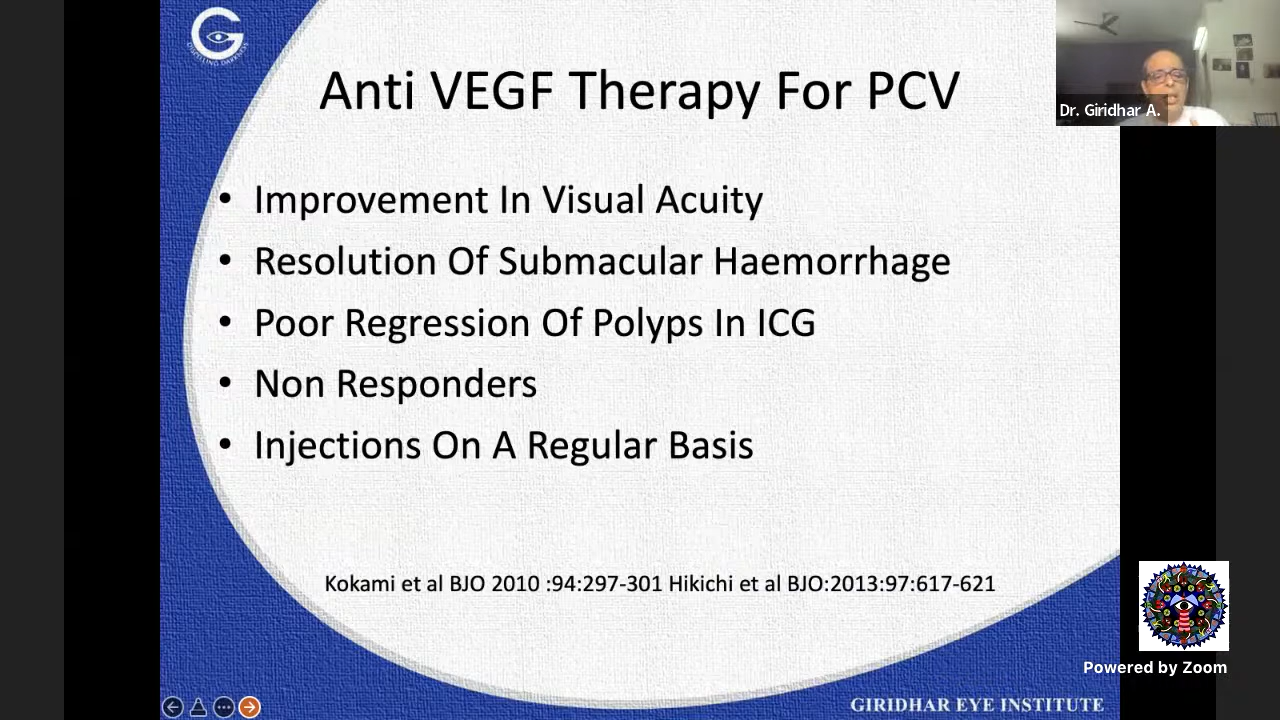 Anti VEGF Therapy For PCV
Dr. Giridhar A.
• Improvement In Visual Acuity
• Resolution Of Submacular Haemorrhage
• Poor Regression Of Polyps In ICG
• Non Responders
• Injections On A Regular Basis
Kokami et al BJO 2010 :94:297-301 Hikichi et al BJO:2013:97:617-621
Powered by Zoom
GIRIDHAR EYE INSTITUTE